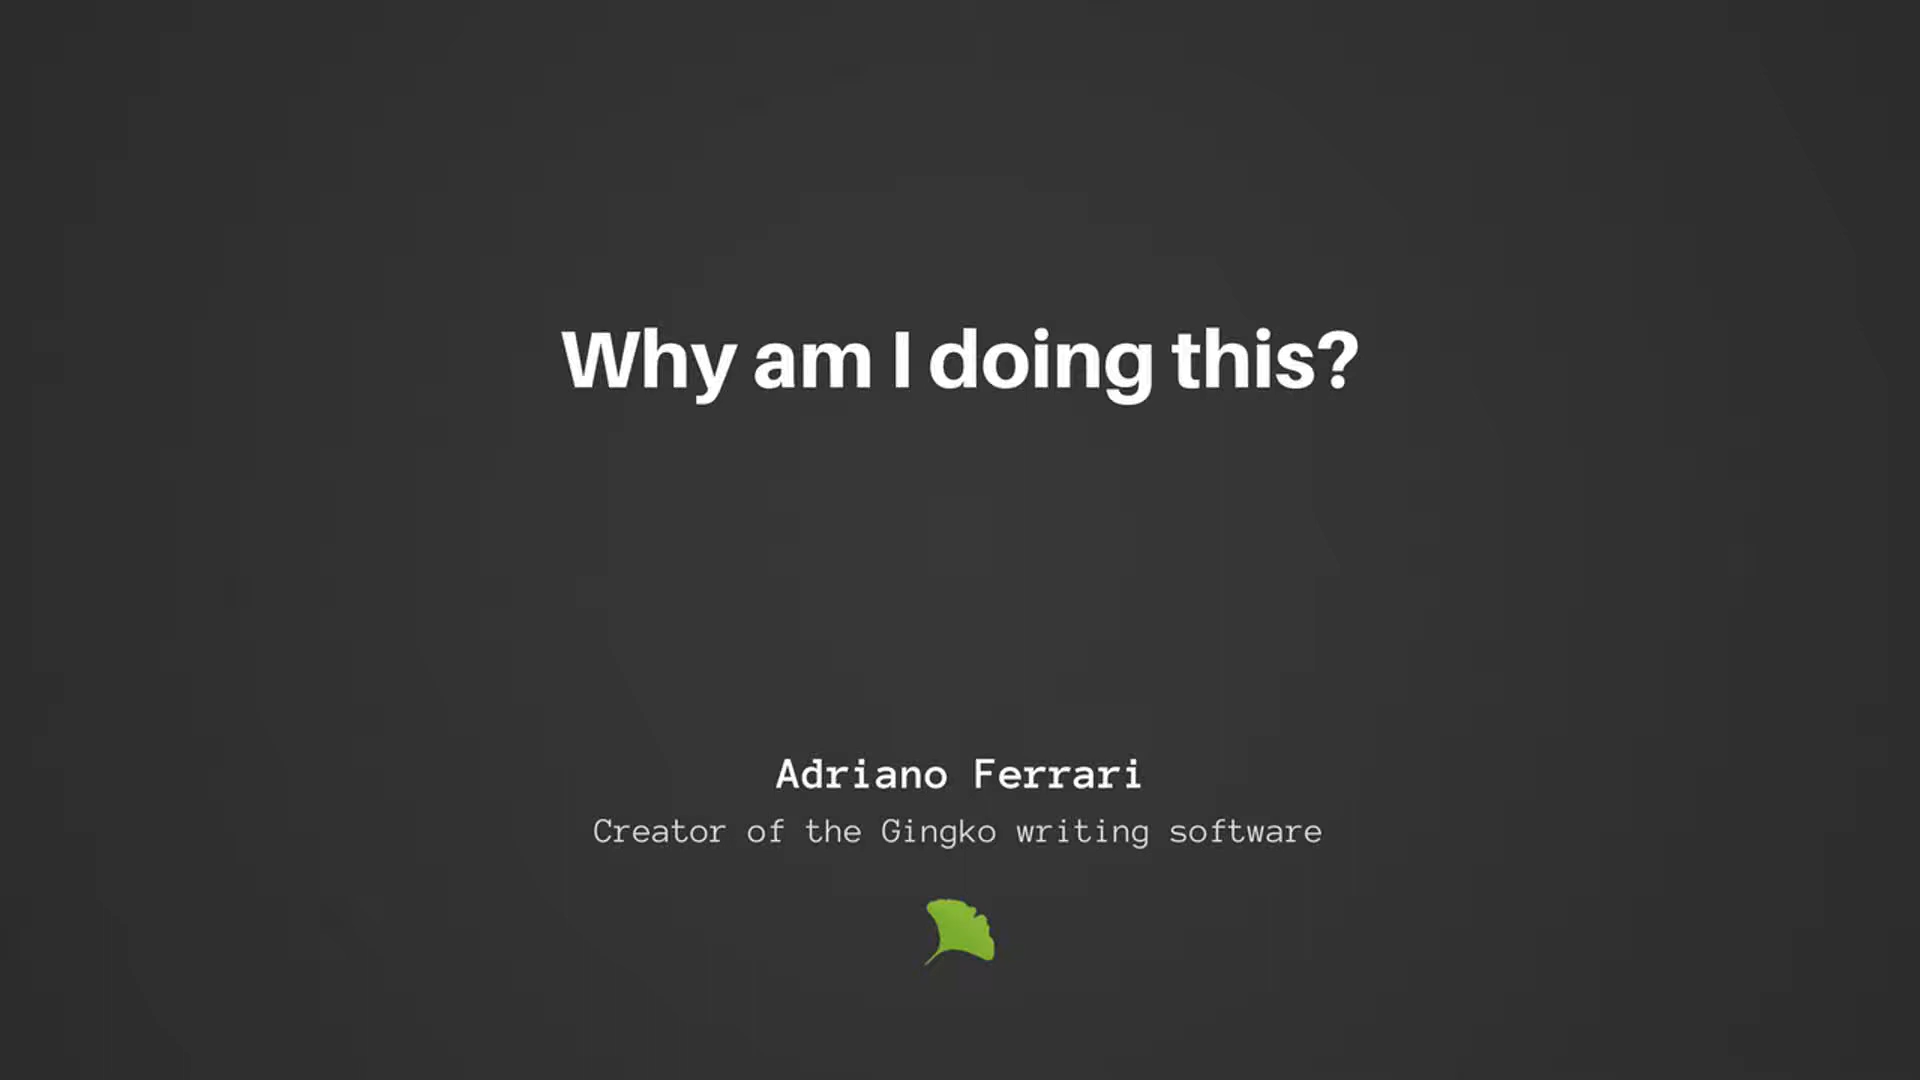 Why am I doing this?
Adriano Ferrari
Creator of the Gingko writing software